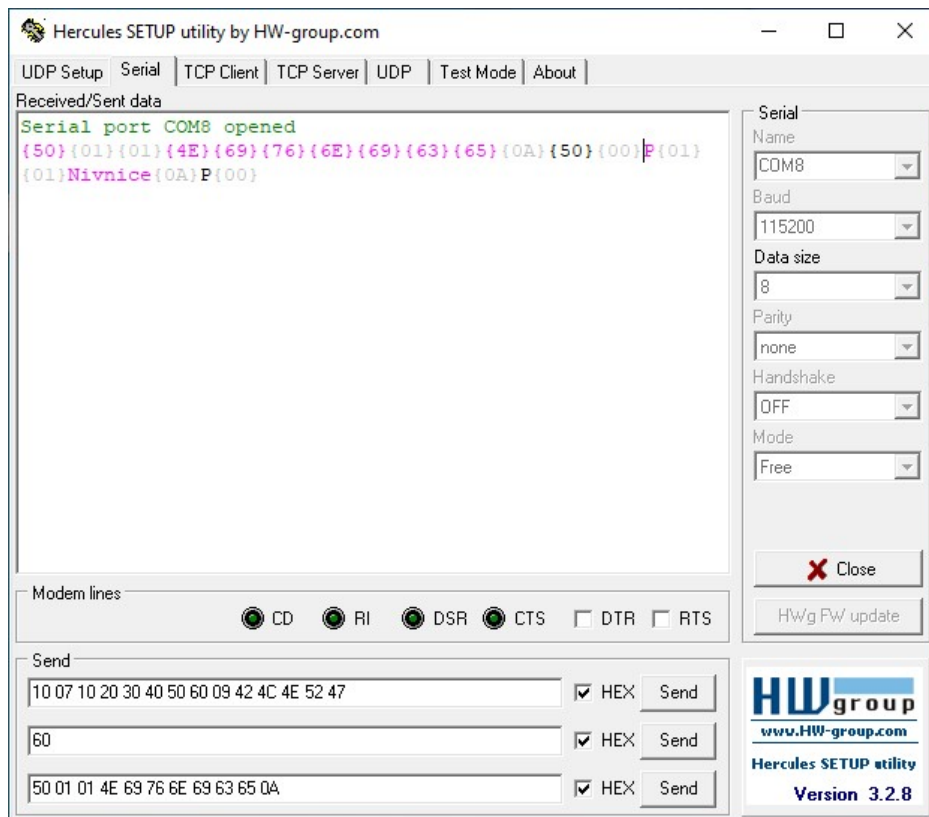 Hercules SETUP utility by HW-group.com
UDP Setup
Serial
TCP Client
TCP Server
UDP
Test Mode
About
Received/Sent data
Serial port COM8 opened
{50}{01}{01}{4E}{69}{76}{6E}{69}{63}{65}{0A}{50}{00}P{01}
{01}Nivnice{0A}P{00}
Serial
Name
COM8
Baud
115200
Data size
8
Parity
none
Handshake
OFF
Mode
Free
Close
HWg FW update
Modem lines
CD
RI
DSR
CTS
DTR
RTS
Send
10 07 10 20 30 40 50 60 09 42 4C 4E 52 47
HEX
Send
60
HEX
Send
50 01 01 4E 69 76 6E 69 63 65 0A
HEX
Send
HWgroup
www.HW-group.com
Hercules SETUP utility
Version 3.2.8